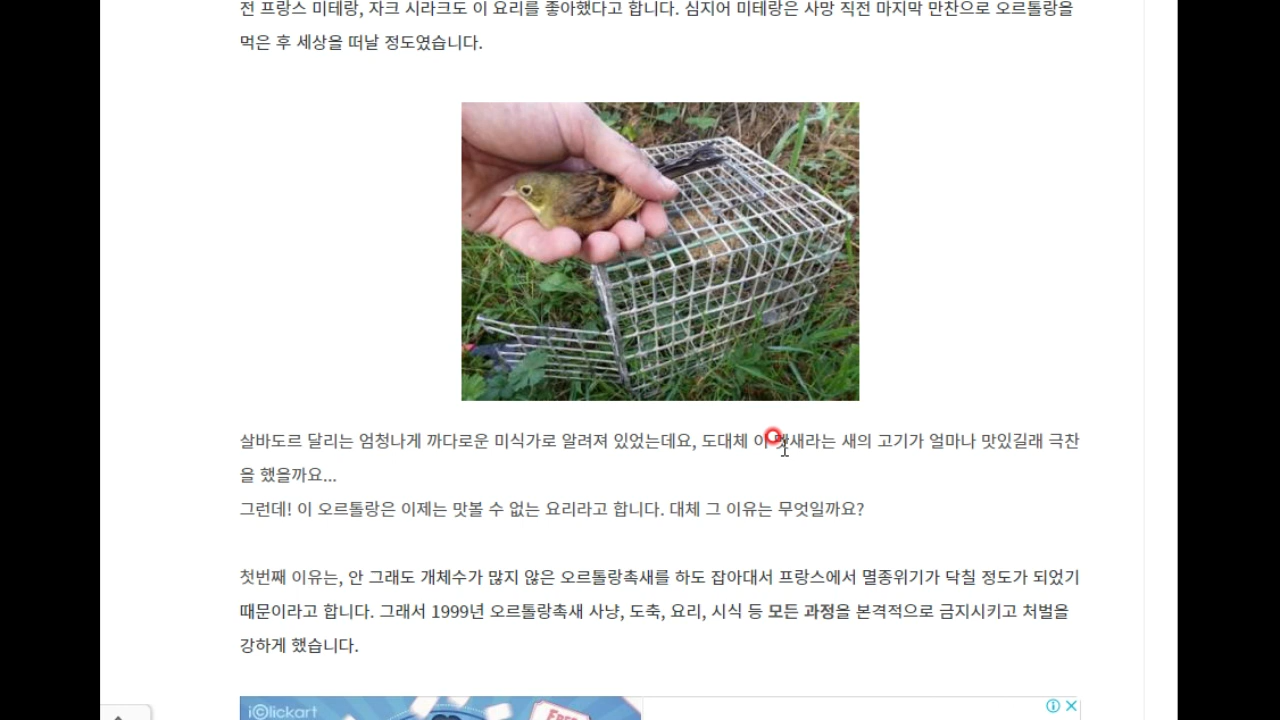 전 프랑스 미테랑, 자크 시라크도 이 요리를 좋아했다고 합니다. 심지어 미테랑은 사망 직전 마지막 만찬으로 오르톨랑을
먹은 후 세상을 떠날 정도였습니다.
살바도르 달리는 엄청나게 까다로운 미식가로 알려져 있었는데요, 도대체 이 멧새라는 새의 고기가 얼마나 맛있길래 극찬
을 했을까요...
그런데! 이 오르톨랑은 이제는 맛볼 수 없는 요리라고 합니다. 대체 그 이유는 무엇일까요?
첫번째 이유는, 안 그래도 개체수가 많지 않은 오르톨랑촉새를 하도 잡아대서 프랑스에서 멸종위기가 닥칠 정도가 되었기
때문이라고 합니다. 그래서 1999년 오르톨랑촉새 사냥, 도축, 요리, 시식 등 모든 과정을 본격적으로 금지시키고 처벌을
강하게 했습니다.
iclickart
FREE